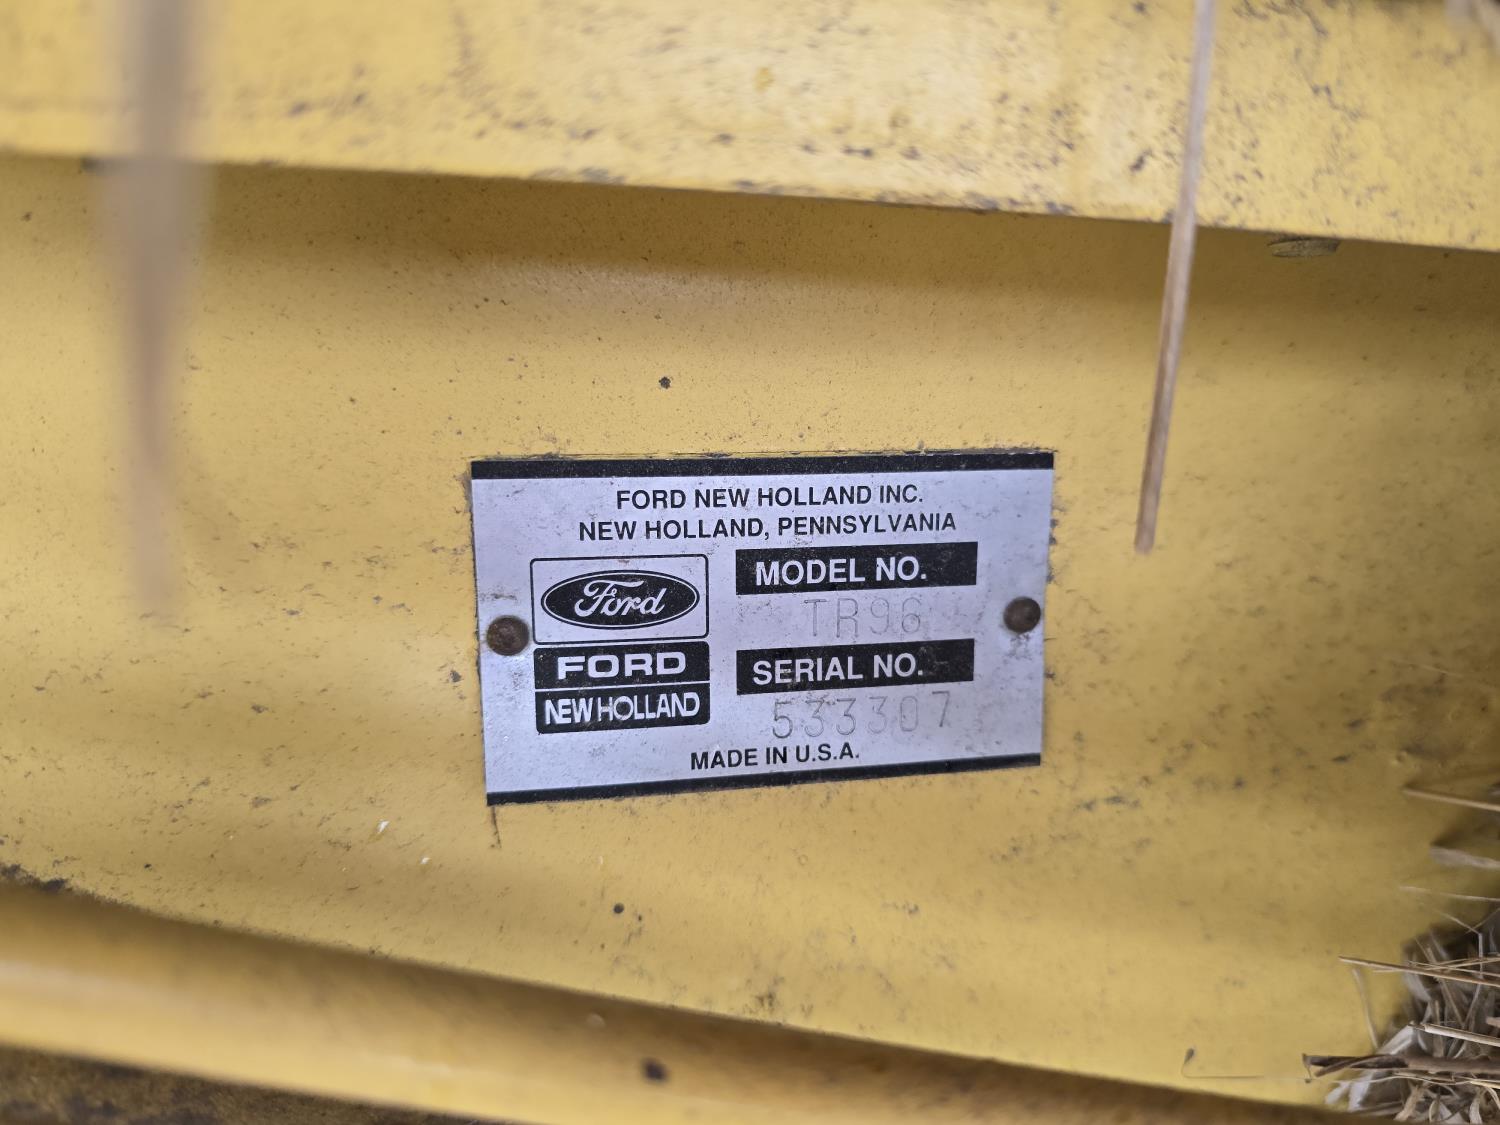 FORD NEW HOLLAND INC.
NEW HOLLAND, PENNSYLVANIA
Ford
FORD
NEW HOLLAND
MODEL NO.
TR96
SERIAL NO.
533307
MADE IN U.S.A.